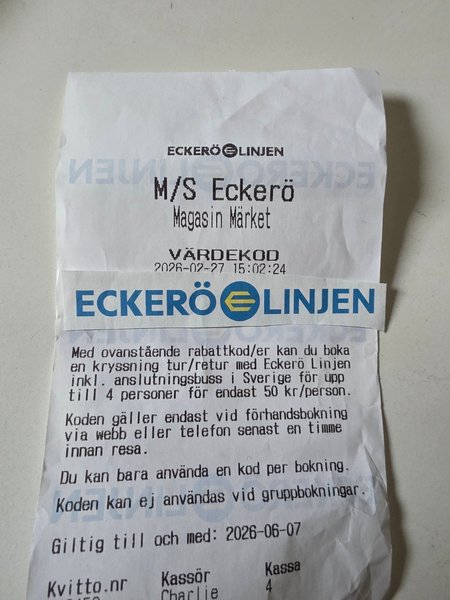 ECKERÖ LINJEN
M/S Eckerö
Magasin Märket
VÄRDEKOD
2026-02-27 15:02:24
ECKERÖ LINJEN
Med ovanstående rabattkod/er kan du boka
en kryssning tur/retur med Eckerö Linjen
inkl. anslutningsbuss i Sverige för upp
till 4 personer för endast 50 kr/person.
Koden gäller endast vid förhandsbokning
via webb eller telefon senast en timme
innan resa.
Du kan bara använda en kod per bokning.
Koden kan ej användas vid gruppbokningar.
Giltig till och med: 2026-06-07
Kvitto.nr Kassör Kassa
Charlie 4